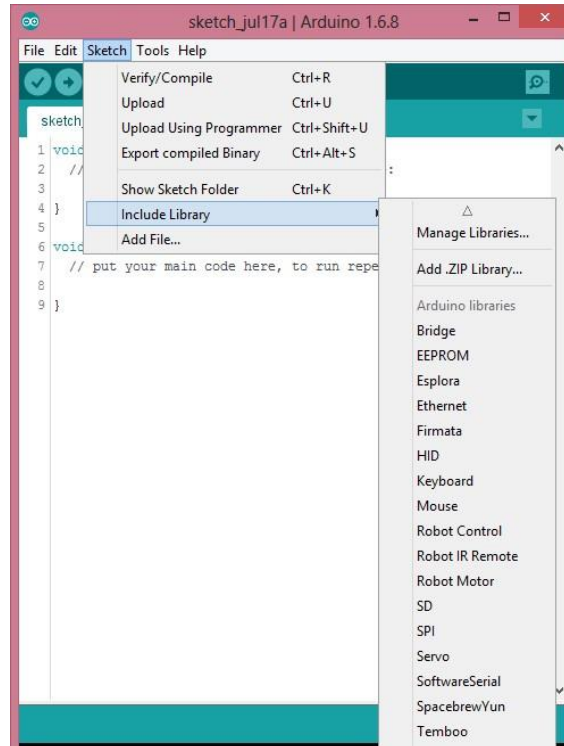 sketch_jul17a | Arduino 1.6.8
File Edit Sketch Tools Help
Verify/Compile Ctrl+R
Upload Ctrl+U
Upload Using Programmer Ctrl+Shift+U
Export compiled Binary Ctrl+Alt+S
Show Sketch Folder Ctrl+K
Include Library
Add File...
sketch_
1 void
2 // :
3
4 }
5
6 void
7 // put your main code here, to run repe
8
9 }
Manage Libraries...
Add .ZIP Library...
Arduino libraries
Bridge
EEPROM
Esplora
Ethernet
Firmata
HID
Keyboard
Mouse
Robot Control
Robot IR Remote
Robot Motor
SD
SPI
Servo
SoftwareSerial
SpacebrewYun
Temboo